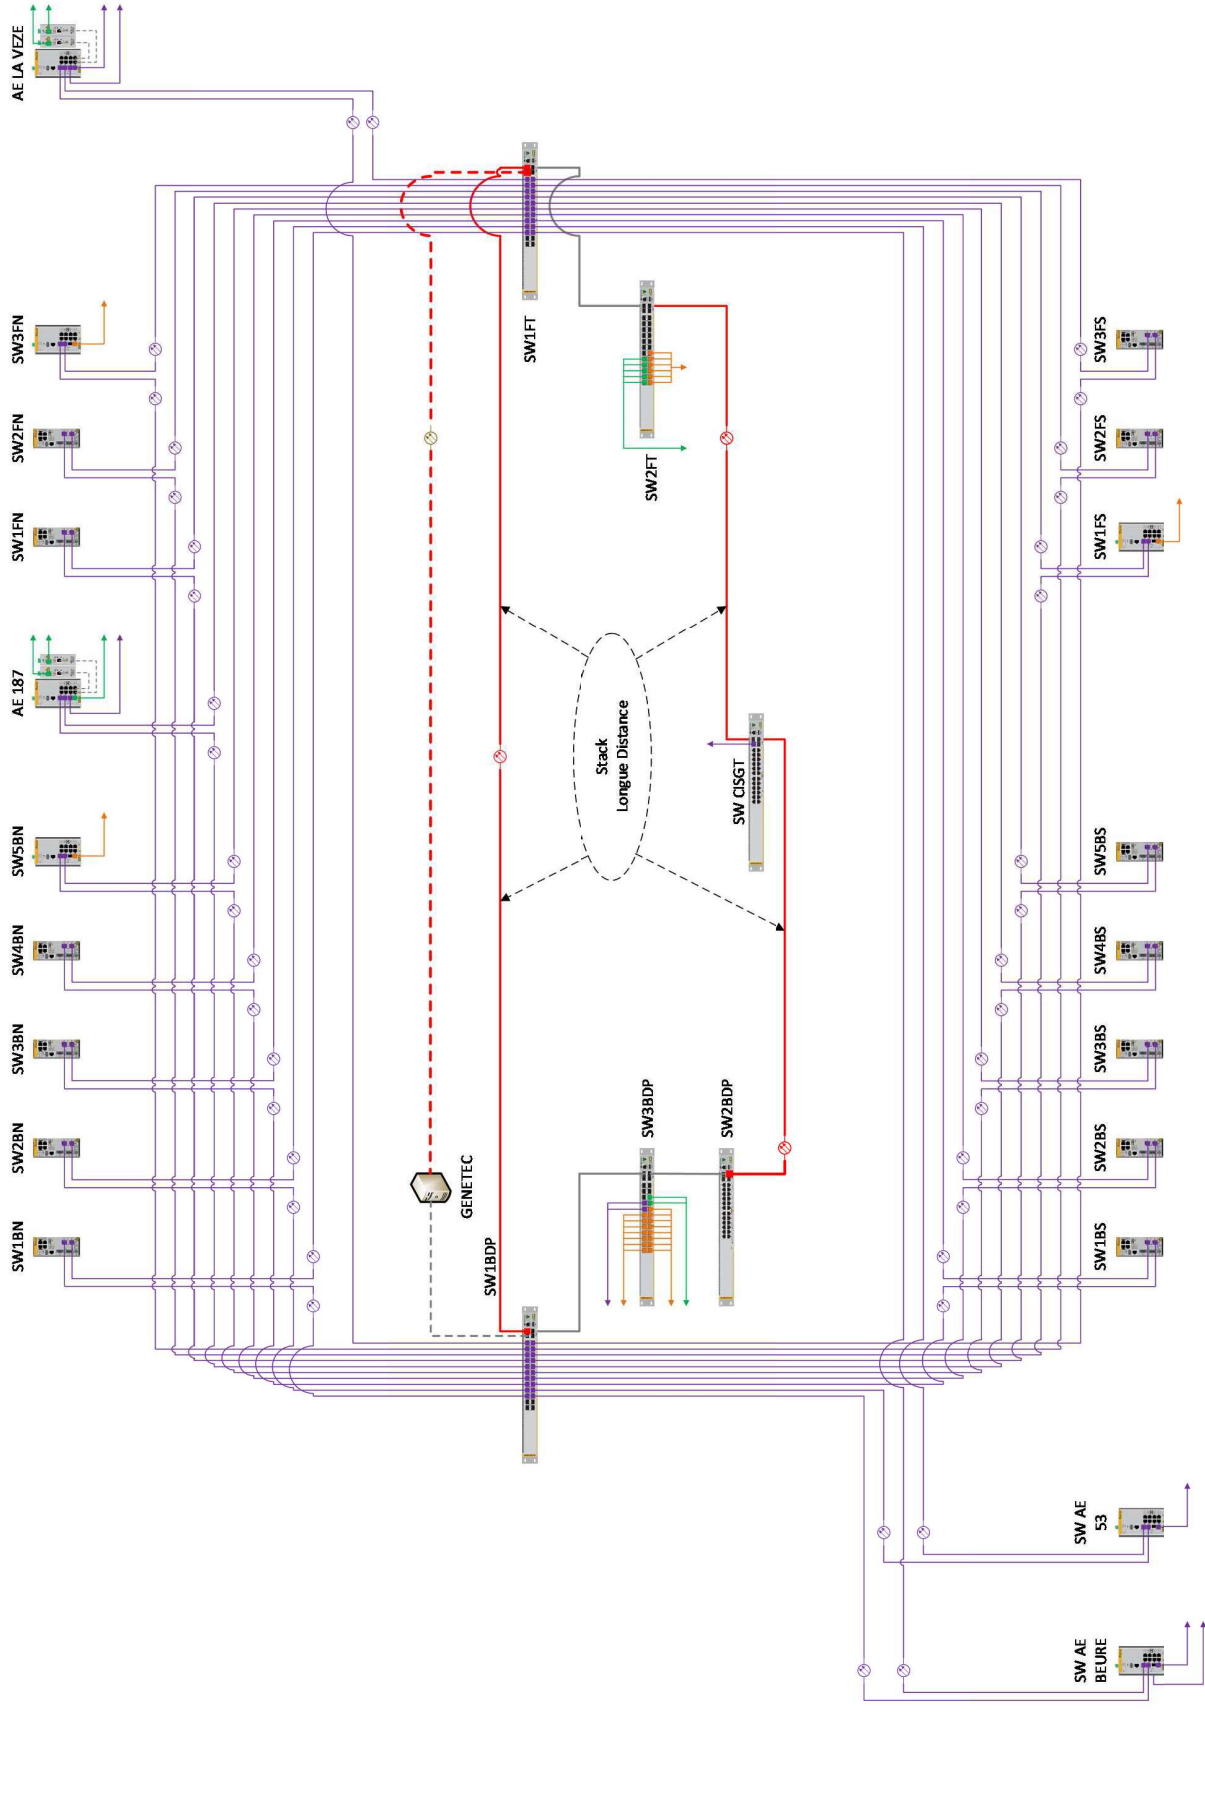 SW1BN
SW2BN
SW3BN
SW4BN
SW5BN
AE 187
SW1FN
SW2FN
SW3FN
AE LA VEZE
GENETEC
SW1BDP
SW1FT
Stack
Longue Distance
SW3BDP
SW2FT
SW2BDP
SW CISGT
SW AE
BEURE
SW AE
53
SW1BS
SW2BS
SW3BS
SW4BS
SW5BS
SW1FS
SW2FS
SW3FS